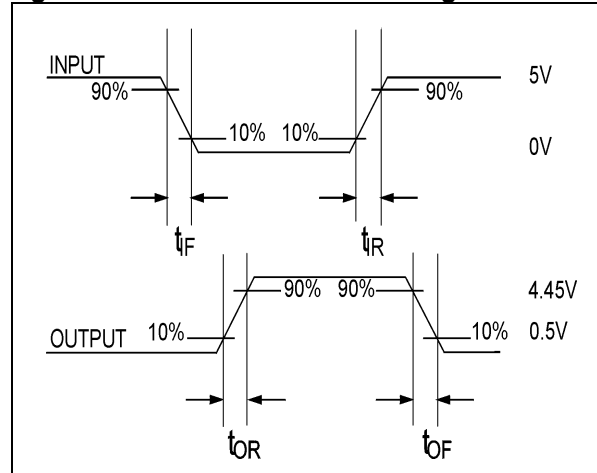 INPUT
5V
90% 90%
10% 10%
0V
tIF tIR
90% 90% 4.45V
OUTPUT 10% 10% 0.5V
tOR tOF